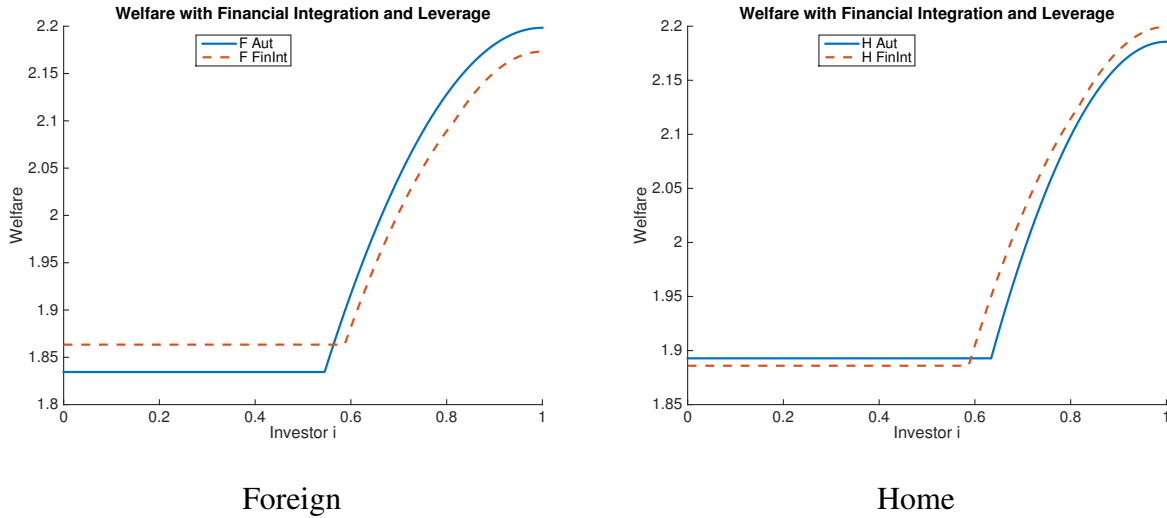 Welfare with Financial Integration and Leverage
F Aut
F FinInt
2.2
2.15
2.1
2.05
2
1.95
1.9
1.85
1.8
Welfare
0 0.2 0.4 0.6 0.8 1
Investor i
Foreign
Welfare with Financial Integration and Leverage
H Aut
H FinInt
2.2
2.15
2.1
2.05
2
1.95
1.9
1.85
Welfare
0 0.2 0.4 0.6 0.8 1
Investor i
Home